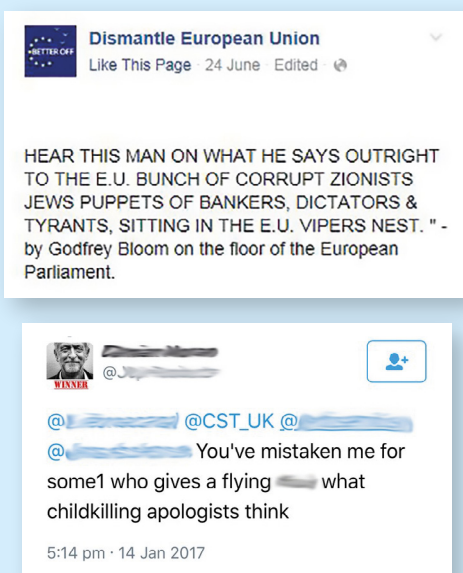 BETTER OFF
Dismantle European Union
Like This Page · 24 June · Edited ·
HEAR THIS MAN ON WHAT HE SAYS OUTRIGHT
TO THE E.U. BUNCH OF CORRUPT ZIONISTS
JEWS PUPPETS OF BANKERS, DICTATORS &
TYRANTS, SITTING IN THE E.U. VIPERS NEST. " -
by Godfrey Bloom on the floor of the European
Parliament.
WINNER
@J
@ @CST_UK @
@ You've mistaken me for
some1 who gives a flying what
childkilling apologists think
5:14 pm · 14 Jan 2017